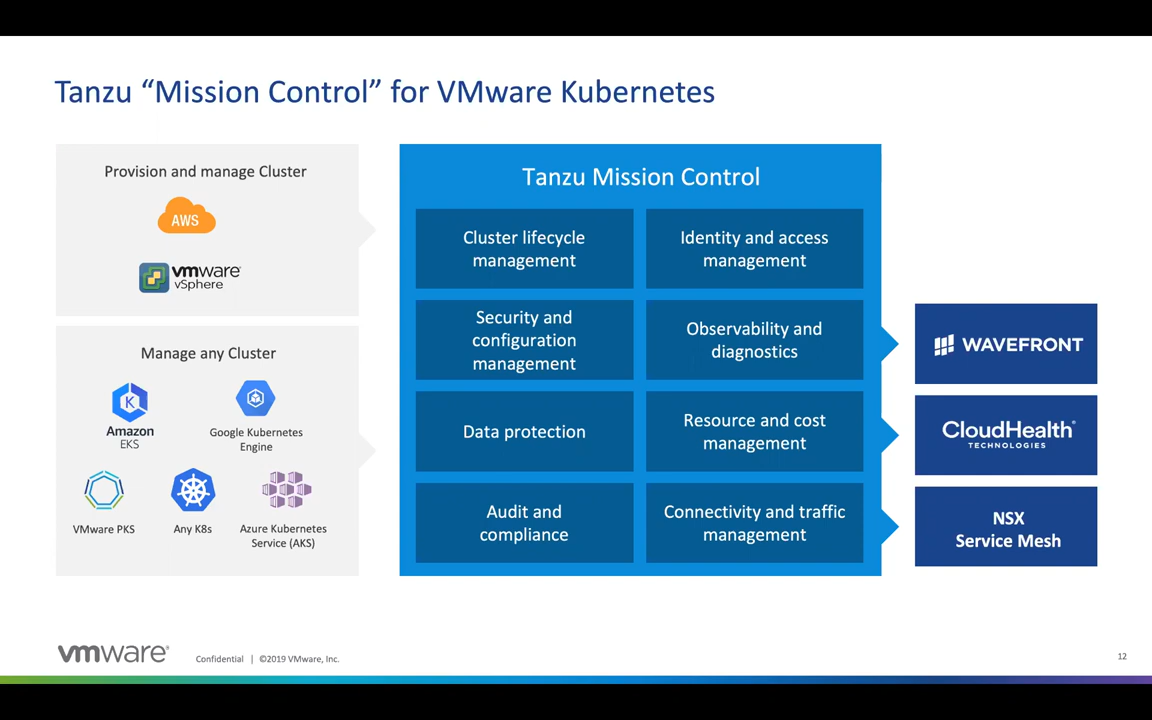 Tanzu “Mission Control” for VMware Kubernetes
Provision and manage Cluster
AWS
vmware®
vSphere
Manage any Cluster
Amazon
EKS
Google Kubernetes
Engine
VMware PKS
Any K8s
Azure Kubernetes
Service (AKS)
Tanzu Mission Control
Cluster lifecycle
management
Identity and access
management
Security and
configuration
management
Observability and
diagnostics
Data protection
Resource and cost
management
Audit and
compliance
Connectivity and traffic
management
WAVEFRONT
CloudHealth®
TECHNOLOGIES
NSX
Service Mesh
vmware®
Confidential | ©2019 VMware, Inc.
12